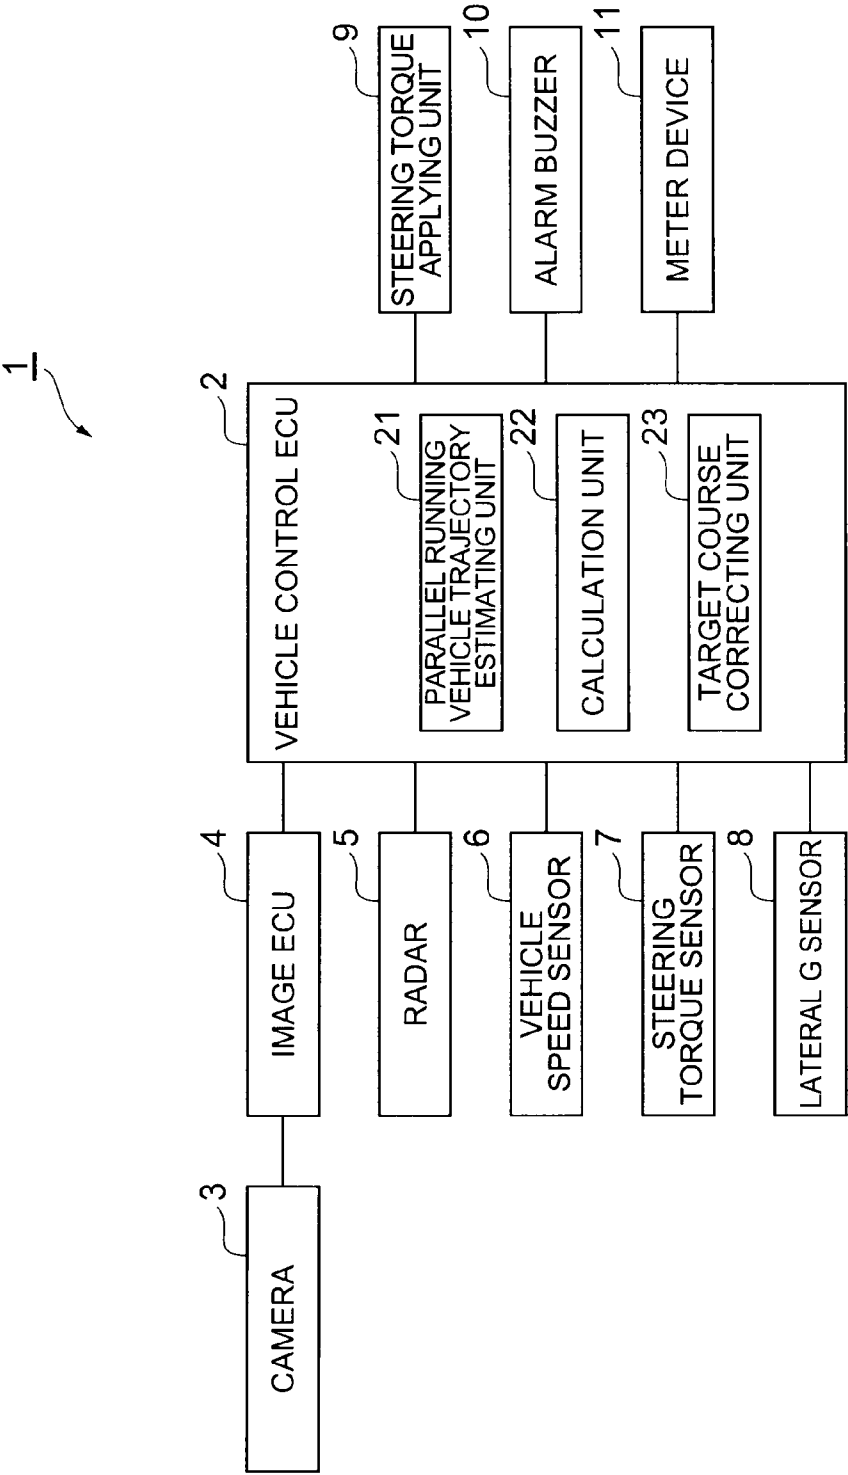 1
3
CAMERA
4
IMAGE ECU
5
RADAR
6
VEHICLE
SPEED SENSOR
7
STEERING
TORQUE SENSOR
8
LATERAL G SENSOR
2
VEHICLE CONTROL ECU
21
PARALLEL RUNNING
VEHICLE TRAJECTORY
ESTIMATING UNIT
22
CALCULATION UNIT
23
TARGET COURSE
CORRECTING UNIT
9
STEERING TORQUE
APPLYING UNIT
10
ALARM BUZZER
11
METER DEVICE